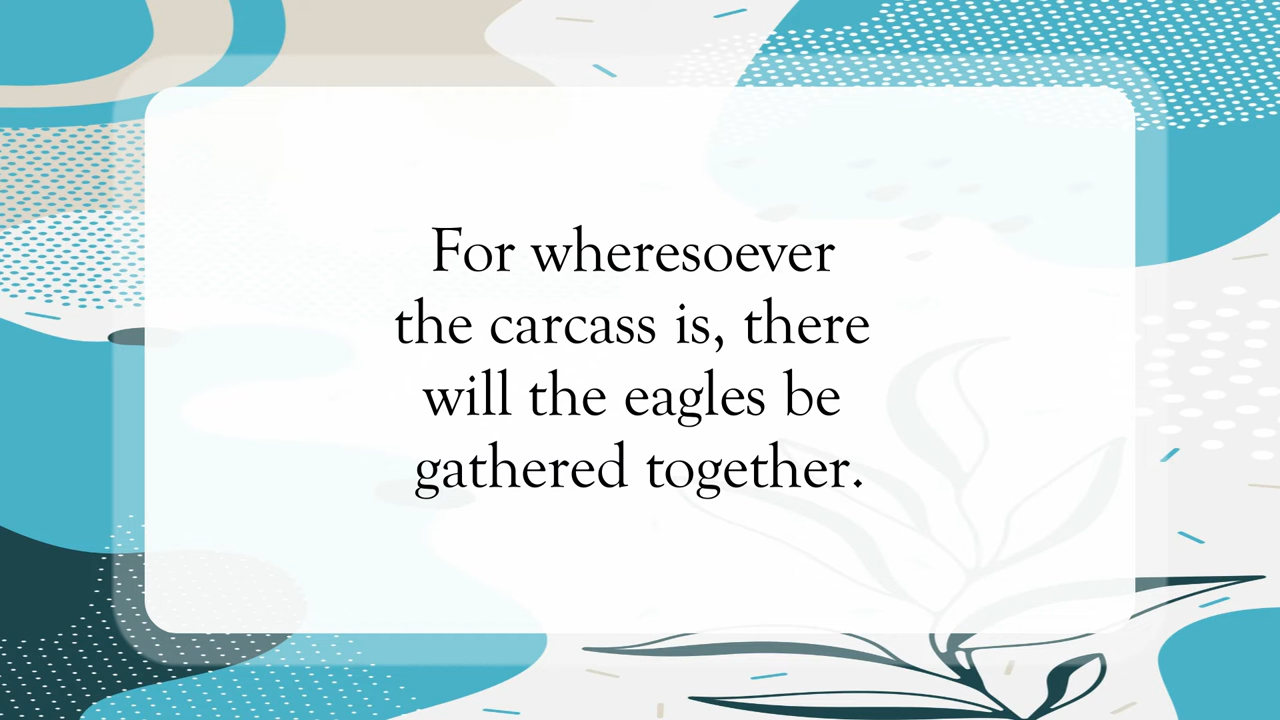 For wheresoever
the carcass is, there
will the eagles be
gathered together.